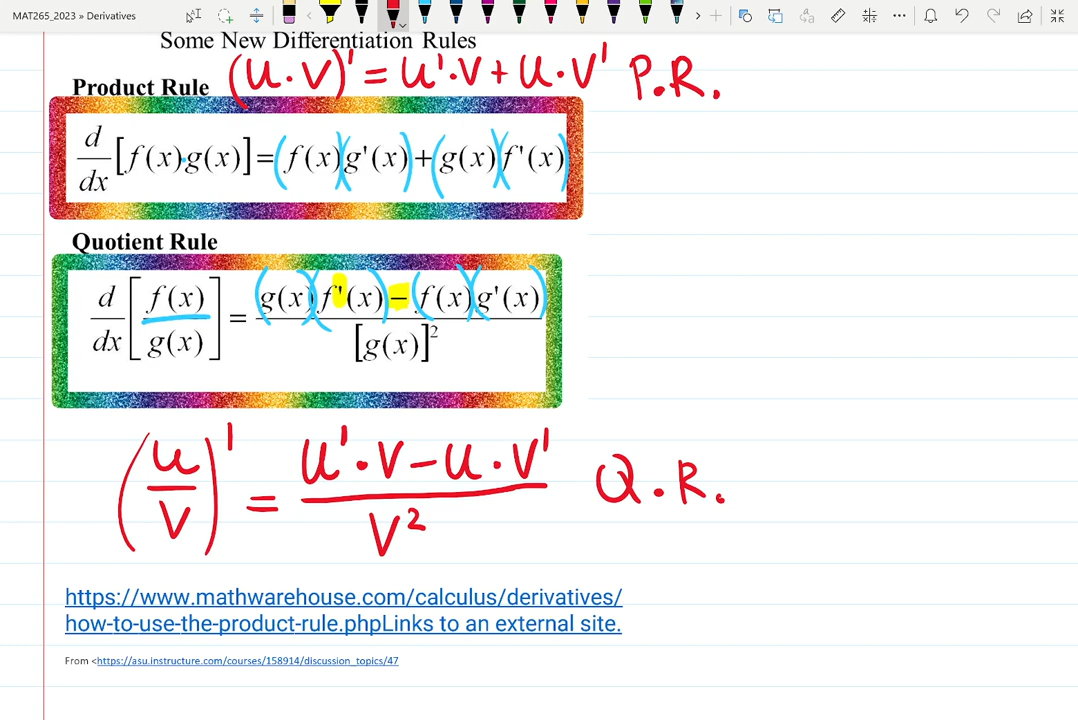 MAT265_2023 » Derivatives
Some New Differentiation Rules
Product Rule (u·v)' = u'·v + u·v' P.R.
d/dx [f(x)·g(x)] = (f(x))(g'(x)) + (g(x))(f'(x))
Quotient Rule
d/dx [f(x)/g(x)] = ((g(x))(f'(x)) − (f(x))(g'(x)))/[g(x)]²
(u/v)' = (u'·v − u·v')/v² Q.R.
https://www.mathwarehouse.com/calculus/derivatives/
how-to-use-the-product-rule.phpLinks to an external site.
From <https://asu.instructure.com/courses/158914/discussion_topics/47